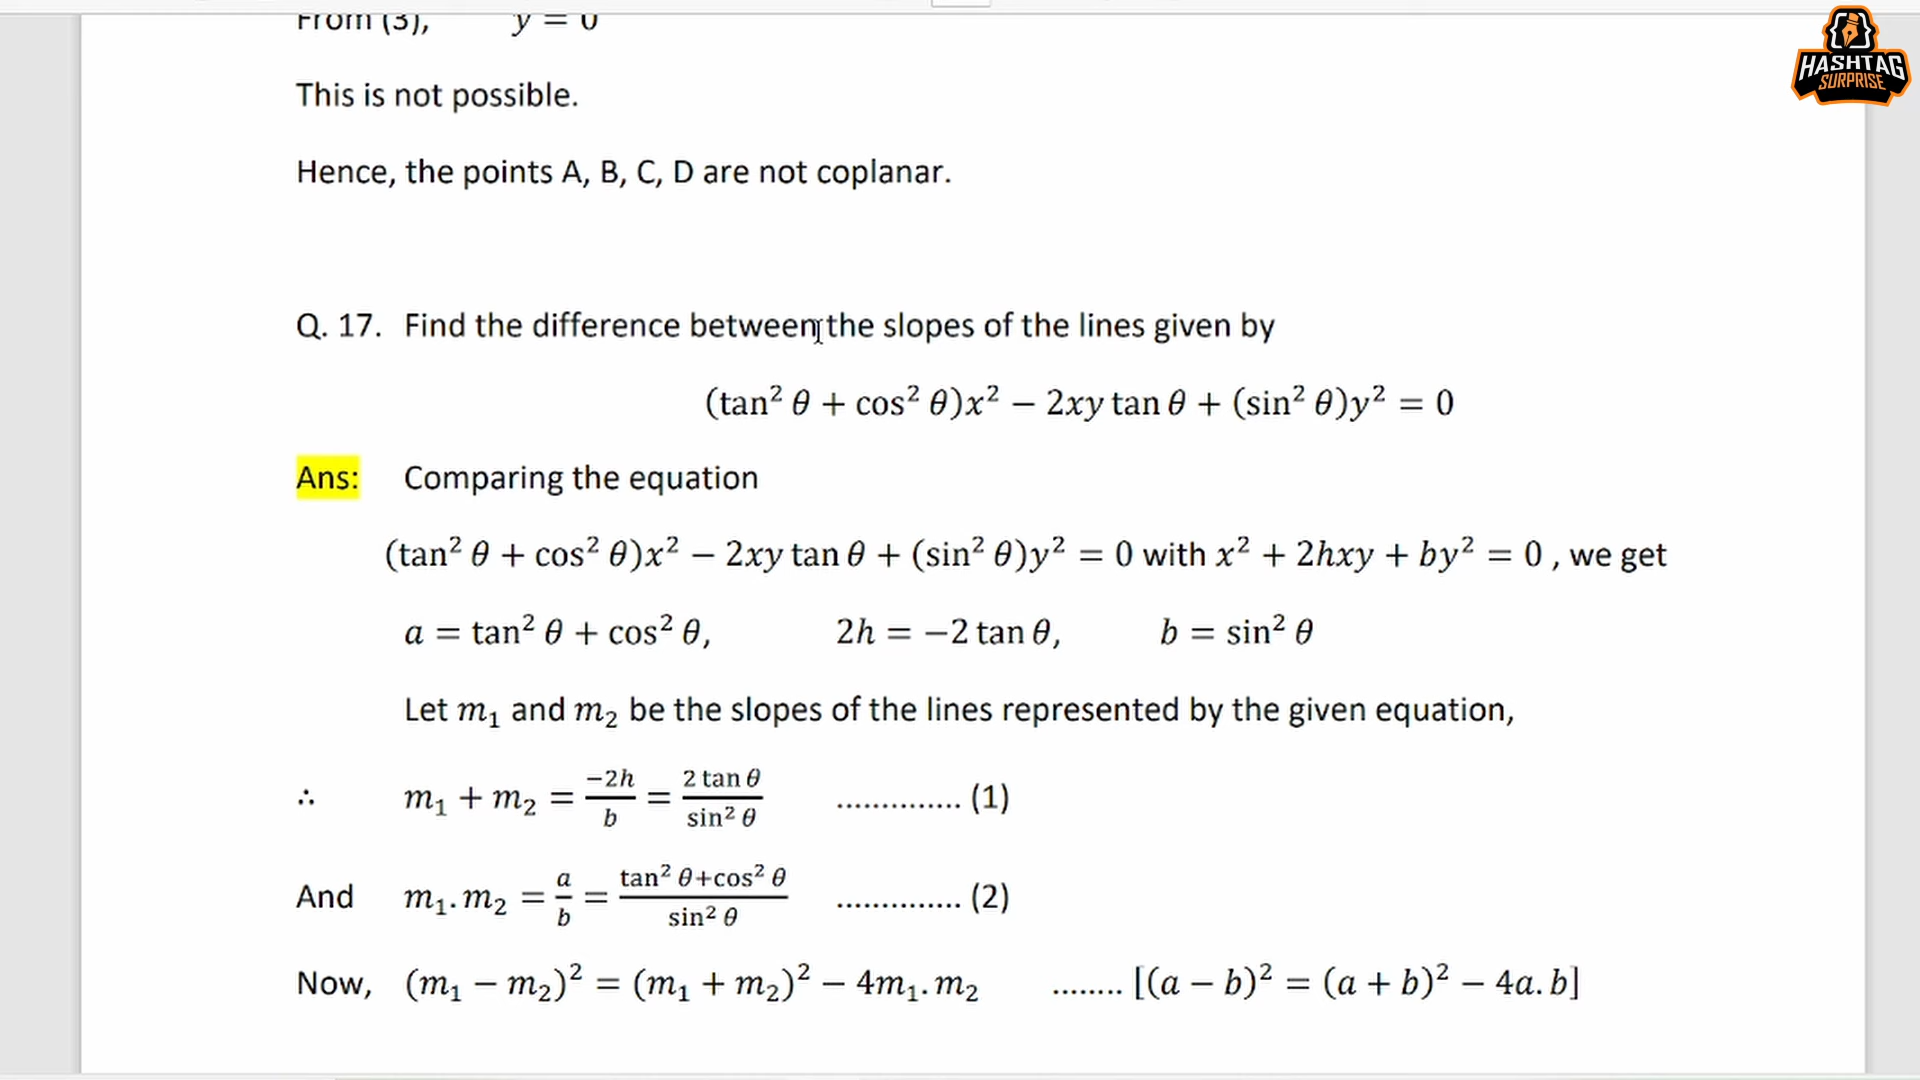 From (3), y = 0
HASHTAG
SURPRISE
This is not possible.
Hence, the points A, B, C, D are not coplanar.
Q. 17. Find the difference between the slopes of the lines given by
(tan² θ + cos² θ)x² − 2xy tan θ + (sin² θ)y² = 0
Ans: Comparing the equation
(tan² θ + cos² θ)x² − 2xy tan θ + (sin² θ)y² = 0 with x² + 2hxy + by² = 0 , we get
a = tan² θ + cos² θ, 2h = −2 tan θ, b = sin² θ
Let m₁ and m₂ be the slopes of the lines represented by the given equation,
∴ m₁ + m₂ = −2h/b = 2 tan θ/sin² θ .............. (1)
And m₁. m₂ = a/b = tan² θ+cos² θ/sin² θ .............. (2)
Now, (m₁ − m₂)² = (m₁ + m₂)² − 4m₁. m₂ ........ [(a − b)² = (a + b)² − 4a. b]